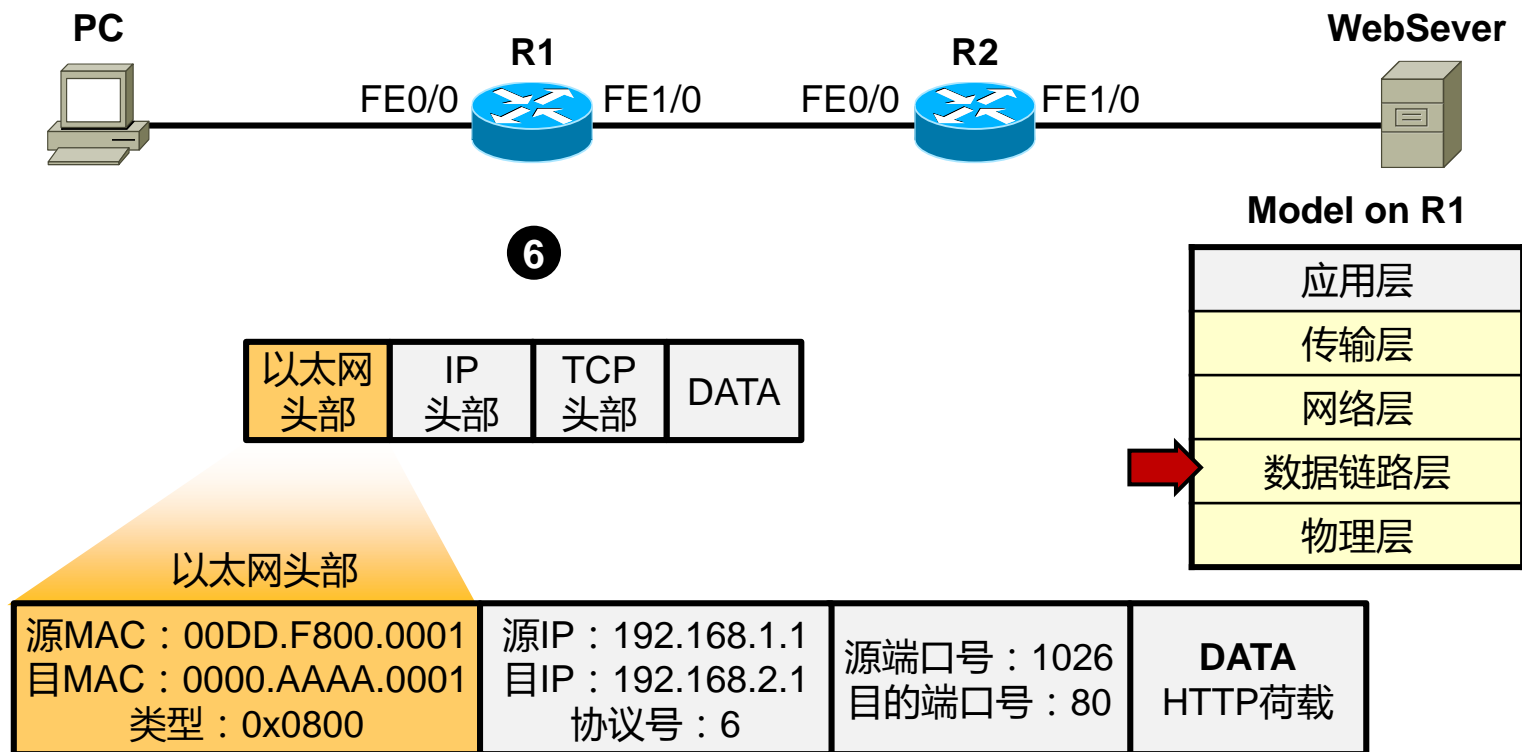 PC
R1
R2
WebSever
FE0/0
FE1/0
FE0/0
FE1/0
Model on R1
6
应用层
传输层
网络层
数据链路层
物理层
以太网
头部
IP
头部
TCP
头部
DATA
以太网头部
源MAC：00DD.F800.0001
目MAC：0000.AAAA.0001
类型：0x0800
源IP：192.168.1.1
目IP：192.168.2.1
协议号：6
源端口号：1026
目的端口号：80
DATA
HTTP荷载